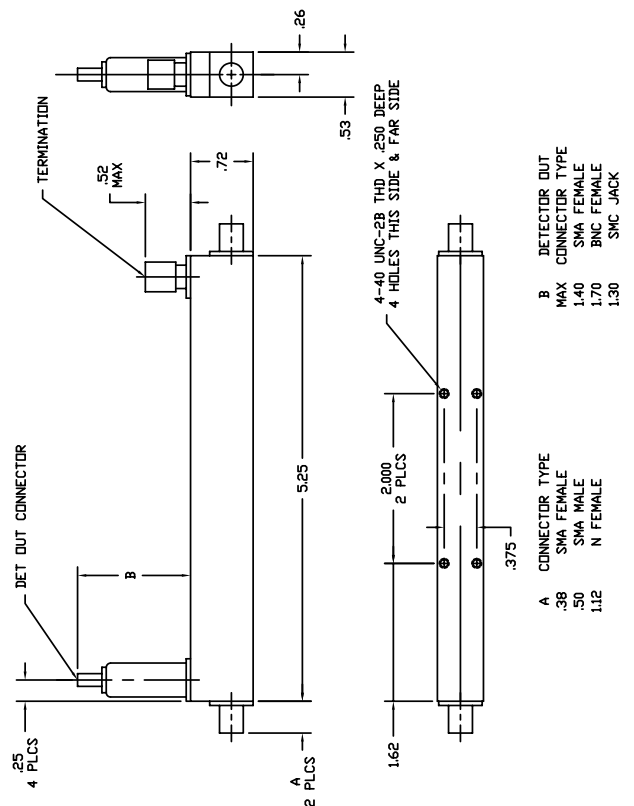 .26
.53
TERMINATION
.52
MAX
.72
DET OUT CONNECTOR
B
5.25
.25
4 PLCS
A
2 PLCS
4-40 UNC-2B THD X .250 DEEP
4 HOLES THIS SIDE & FAR SIDE
2.000
2 PLCS
.375
1.62
A CONNECTOR TYPE
.38 SMA FEMALE
.50 SMA MALE
1.12 N FEMALE
B DETECTOR OUT
MAX CONNECTOR TYPE
1.40 SMA FEMALE
1.70 BNC FEMALE
1.30 SMC JACK